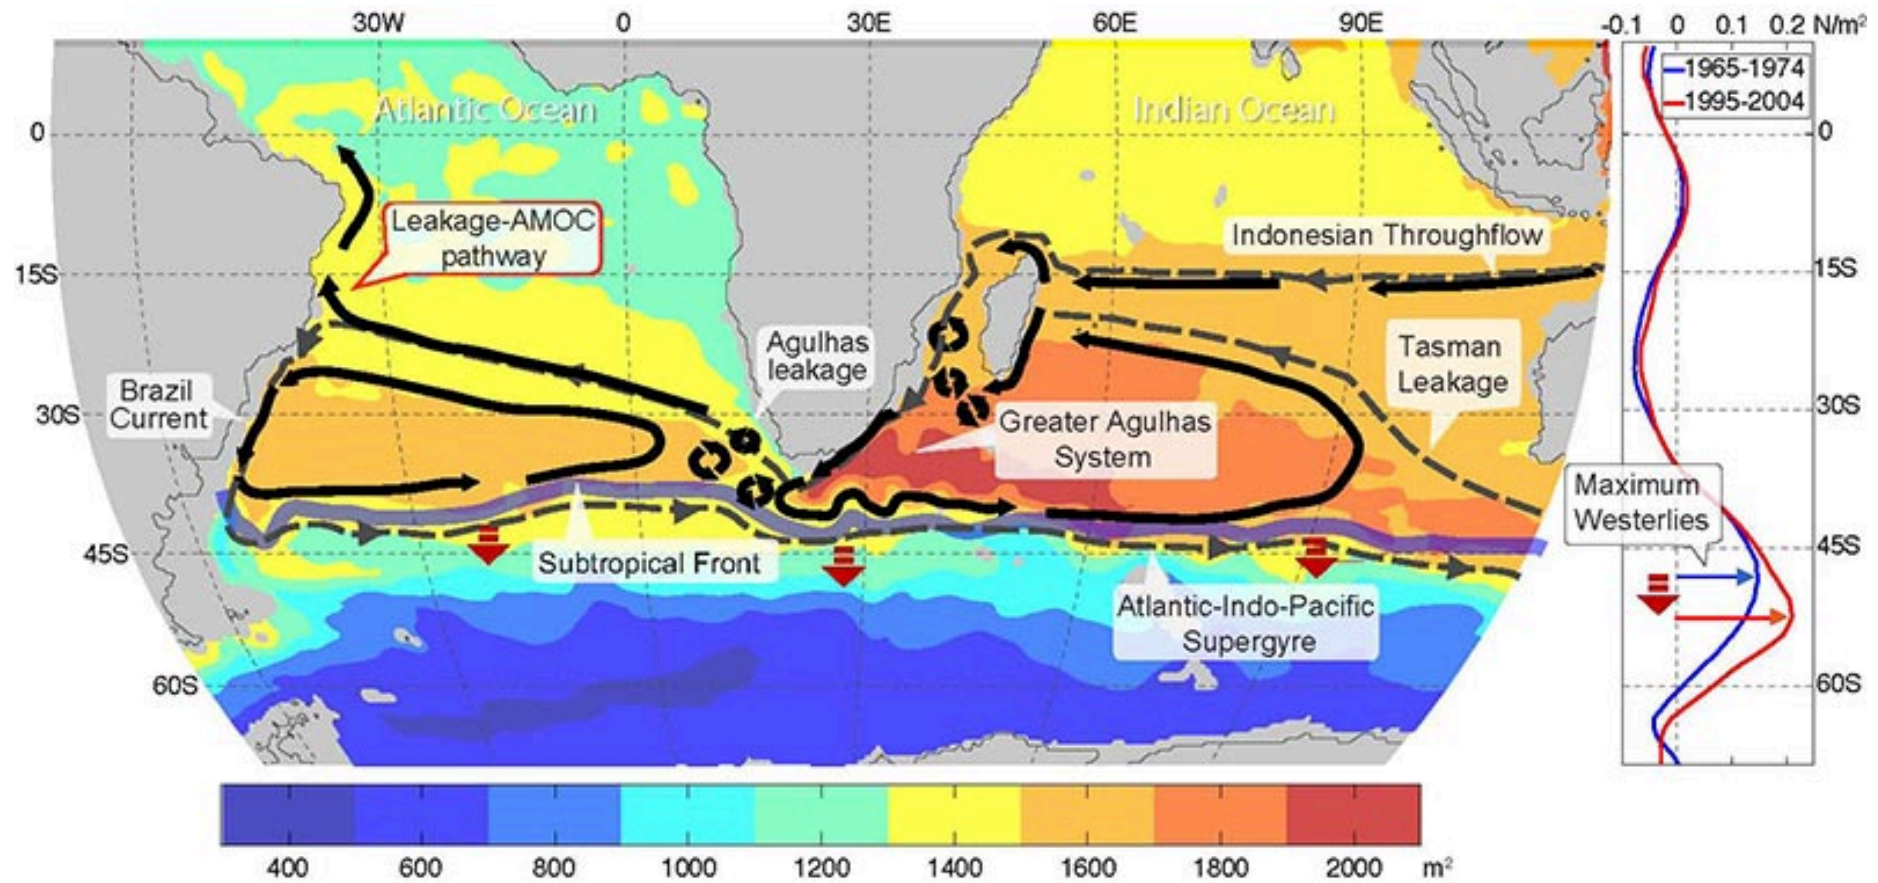 30W 0 30E 60E 90E -0.1 0 0.1 0.2 N/m²
1965-1974
1995-2004
Atlantic Ocean
Indian Ocean
0 0
Leakage-AMOC
pathway
Indonesian Throughflow
15S 15S
Agulhas
leakage
Tasman
Leakage
Brazil
Current
30S 30S
Greater Agulhas
System
Maximum
Westerlies
45S 45S
Subtropical Front
Atlantic-Indo-Pacific
Supergyre
60S 60S
400 600 800 1000 1200 1400 1600 1800 2000 m²